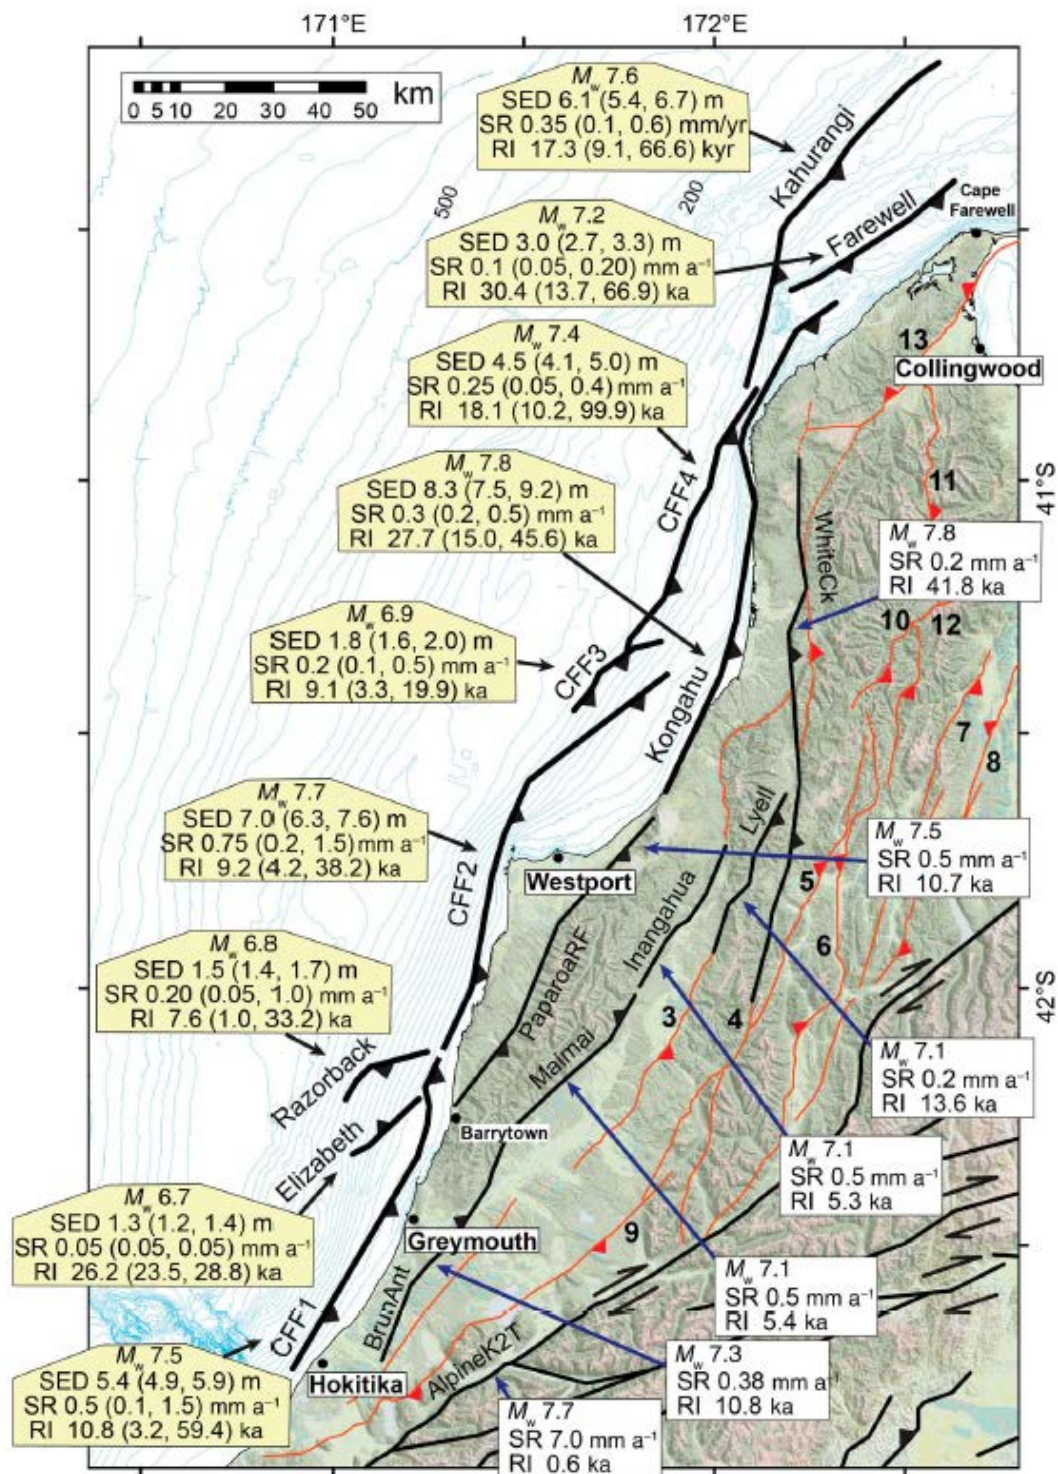 171°E
172°E
0 5 10 20 30 40 50 km
Mw 7.6
SED 6.1 (5.4, 6.7) m
SR 0.35 (0.1, 0.6) mm/yr
RI 17.3 (9.1, 66.6) kyr
Kahurangi
500
200
Mw 7.2
SED 3.0 (2.7, 3.3) m
SR 0.1 (0.05, 0.20) mm a⁻¹
RI 30.4 (13.7, 66.9) ka
Farewell
Cape
Farewell
Mw 7.4
SED 4.5 (4.1, 5.0) m
SR 0.25 (0.05, 0.4) mm a⁻¹
RI 18.1 (10.2, 99.9) ka
13
Collingwood
Mw 7.8
SED 8.3 (7.5, 9.2) m
SR 0.3 (0.2, 0.5) mm a⁻¹
RI 27.7 (15.0, 45.6) ka
CFF4
11
41°S
WhiteCk
Mw 7.8
SR 0.2 mm a⁻¹
RI 41.8 ka
Mw 6.9
SED 1.8 (1.6, 2.0) m
SR 0.2 (0.1, 0.5) mm a⁻¹
RI 9.1 (3.3, 19.9) ka
CFF3
10
12
Kongahu
7
8
Mw 7.7
SED 7.0 (6.3, 7.6) m
SR 0.75 (0.2, 1.5) mm a⁻¹
RI 9.2 (4.2, 38.2) ka
CFF2
Lyell
Mw 7.5
SR 0.5 mm a⁻¹
RI 10.7 ka
Westport
5
Inangahua
6
PaparoaRF
Mw 6.8
SED 1.5 (1.4, 1.7) m
SR 0.20 (0.05, 1.0) mm a⁻¹
RI 7.6 (1.0, 33.2) ka
42°S
3
4
Razorback
Maimai
Mw 7.1
SR 0.2 mm a⁻¹
RI 13.6 ka
Elizabeth
Barrytown
Mw 7.1
SR 0.5 mm a⁻¹
RI 5.3 ka
Mw 6.7
SED 1.3 (1.2, 1.4) m
SR 0.05 (0.05, 0.05) mm a⁻¹
RI 26.2 (23.5, 28.8) ka
Greymouth
9
Mw 7.1
SR 0.5 mm a⁻¹
RI 5.4 ka
CFF1
BrunAnt
AlpineK2T
Mw 7.5
SED 5.4 (4.9, 5.9) m
SR 0.5 (0.1, 1.5) mm a⁻¹
RI 10.8 (3.2, 59.4) ka
Hokitika
Mw 7.3
SR 0.38 mm a⁻¹
RI 10.8 ka
Mw 7.7
SR 7.0 mm a⁻¹
RI 0.6 ka